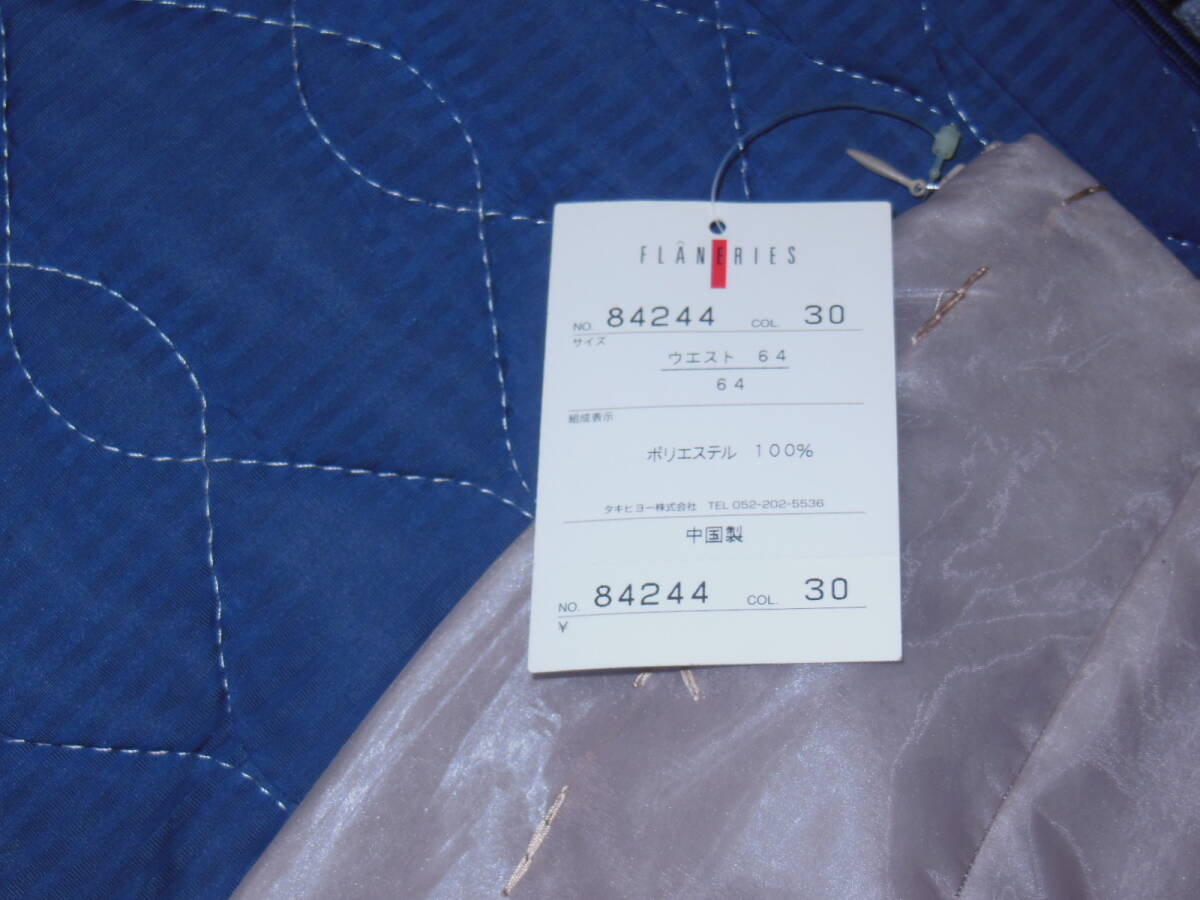 FLÂNERIES
NO. 84244 COL. 30
サイズ
ウエスト 64
64
組成表示
ポリエステル 100%
タキヒヨー株式会社 TEL 052-202-5536
中国製
NO. 84244 COL. 30
¥